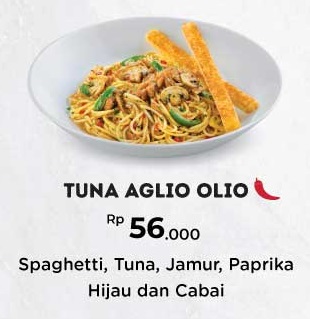 TUNA AGLIO OLIO
Rp 56.000
Spaghetti, Tuna, Jamur, Paprika
Hijau dan Cabai